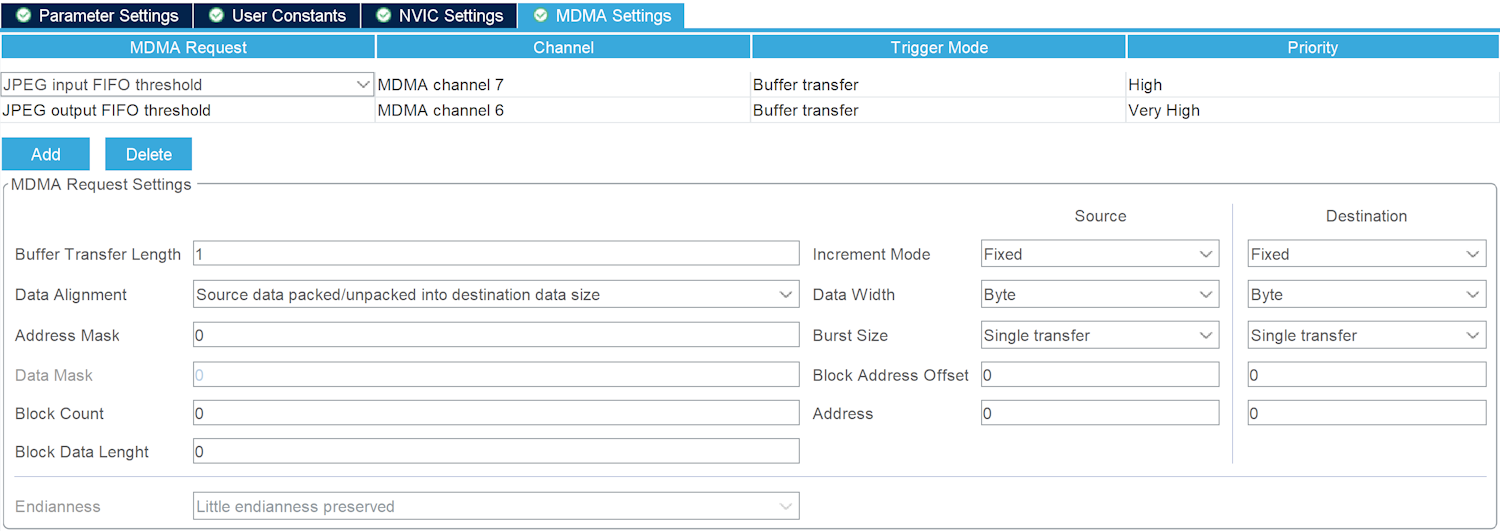 Parameter Settings User Constants NVIC Settings MDMA Settings
MDMA Request Channel Trigger Mode Priority
JPEG input FIFO threshold MDMA channel 7 Buffer transfer High
JPEG output FIFO threshold MDMA channel 6 Buffer transfer Very High
Add Delete
MDMA Request Settings
Source Destination
Buffer Transfer Length 1 Increment Mode Fixed Fixed
Data Alignment Source data packed/unpacked into destination data size Data Width Byte Byte
Address Mask 0 Burst Size Single transfer Single transfer
Data Mask 0 Block Address Offset 0 0
Block Count 0 Address 0 0
Block Data Lenght 0
Endianness Little endianness preserved